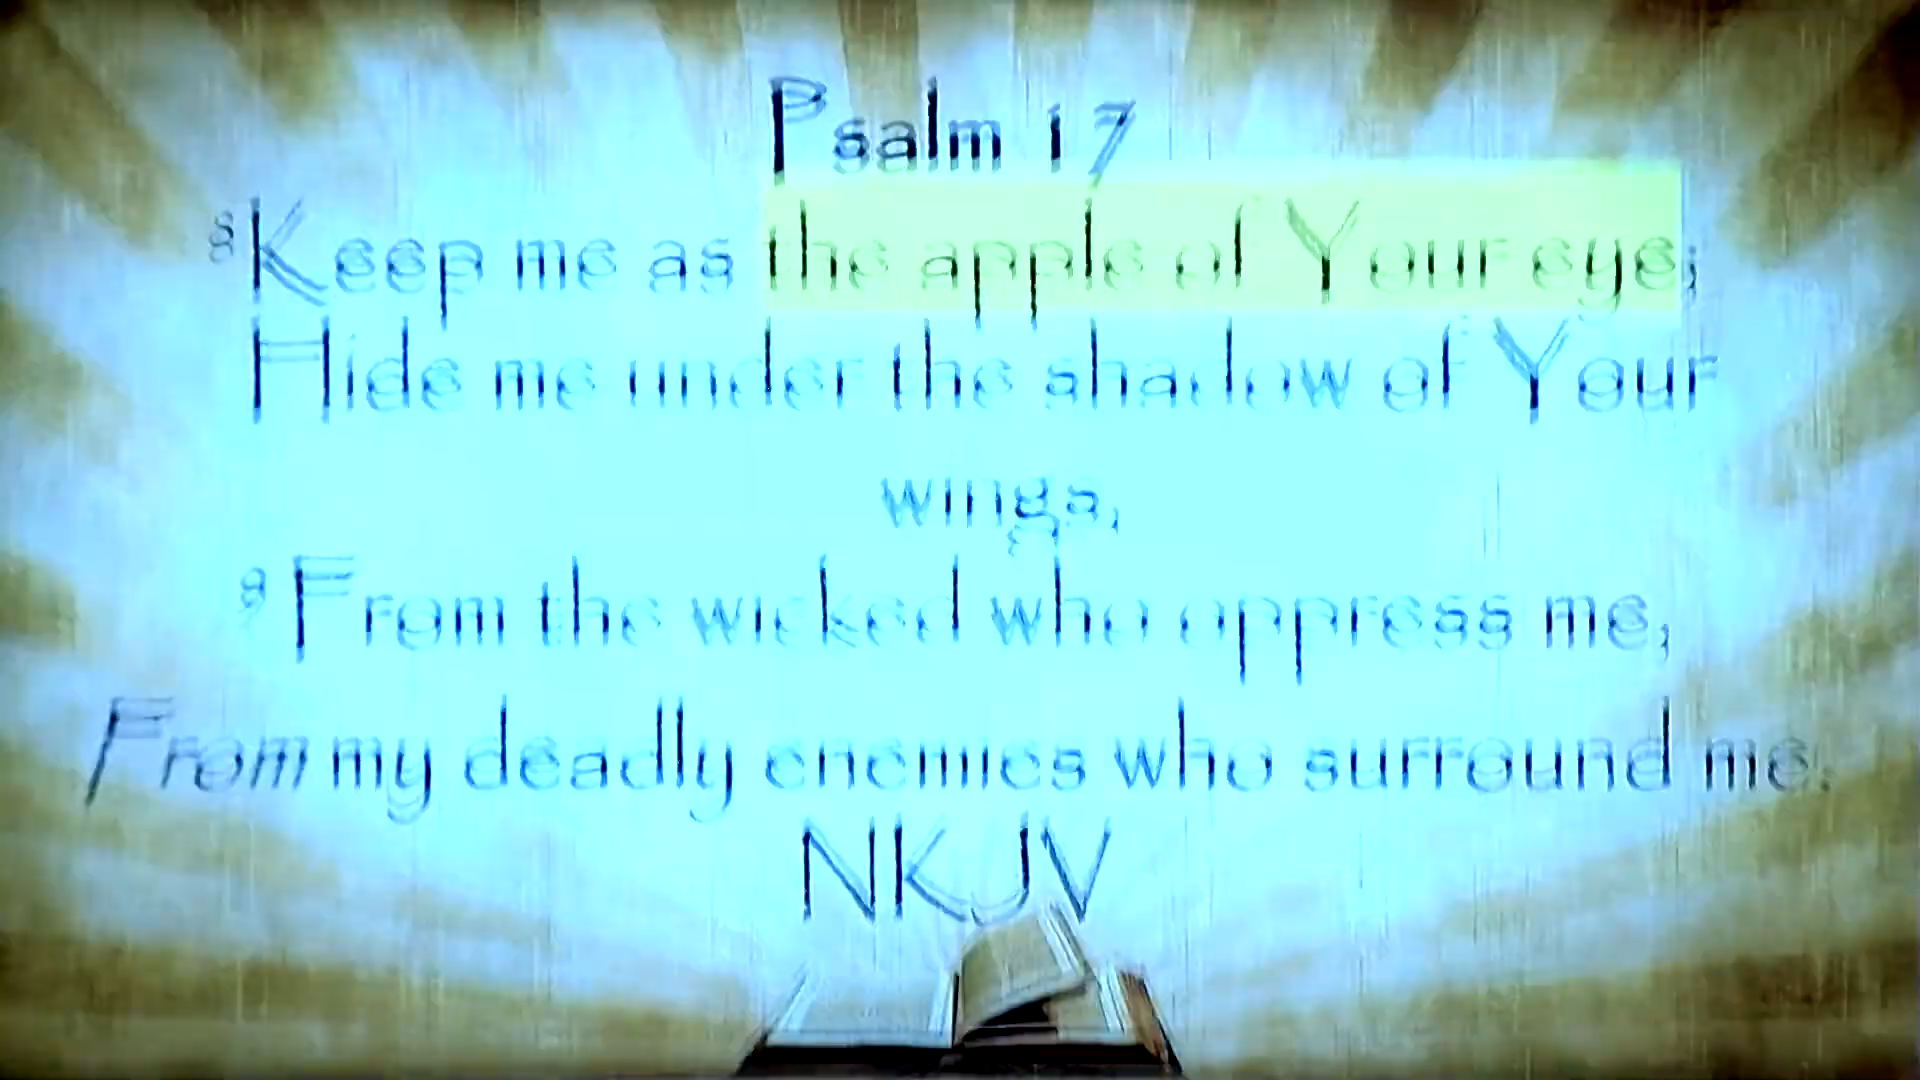 Psalm 17
8 Keep me as the apple of Your eye;
Hide me under the shadow of Your
wings,
9 From the wicked who oppress me,
From my deadly enemies who surround me.
NKJV